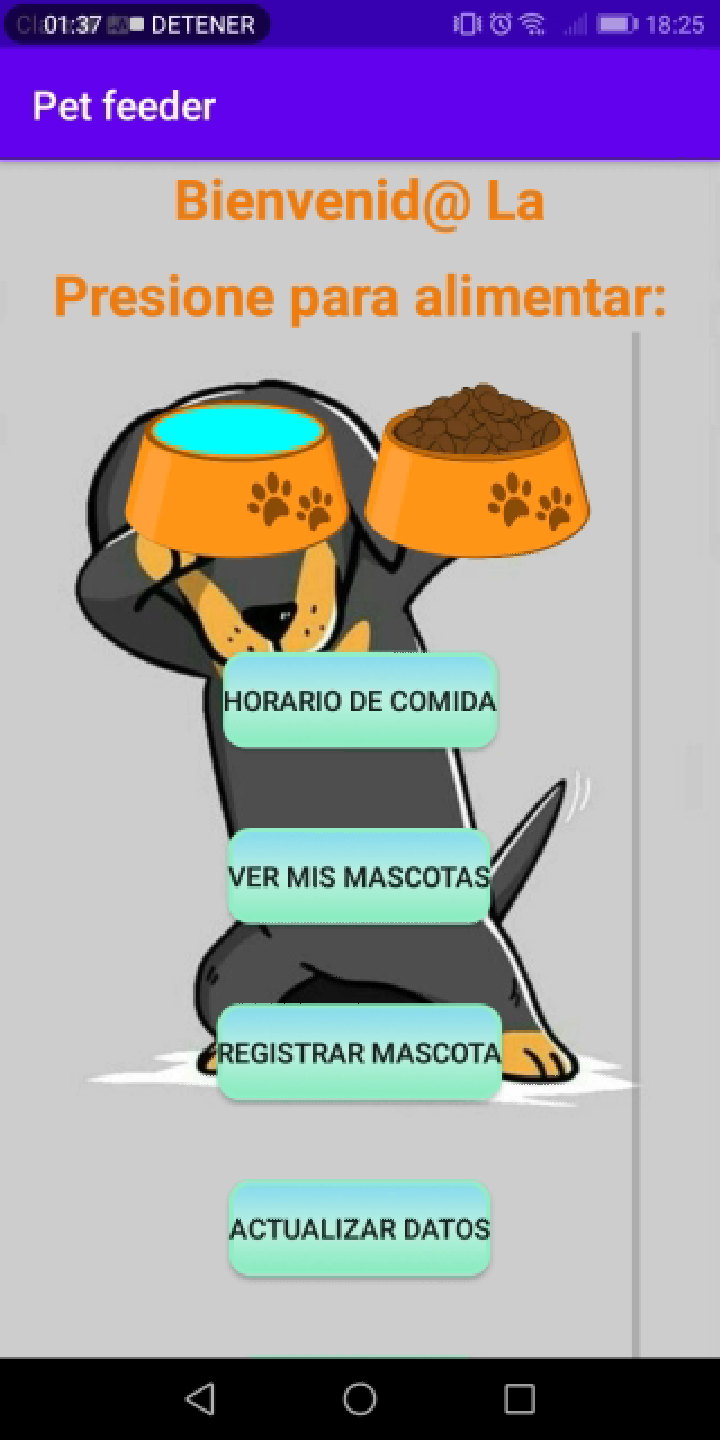 01:37 DETENER 18:25
Pet feeder
Bienvenid@ La
Presione para alimentar:
HORARIO DE COMIDA
VER MIS MASCOTAS
REGISTRAR MASCOTA
ACTUALIZAR DATOS